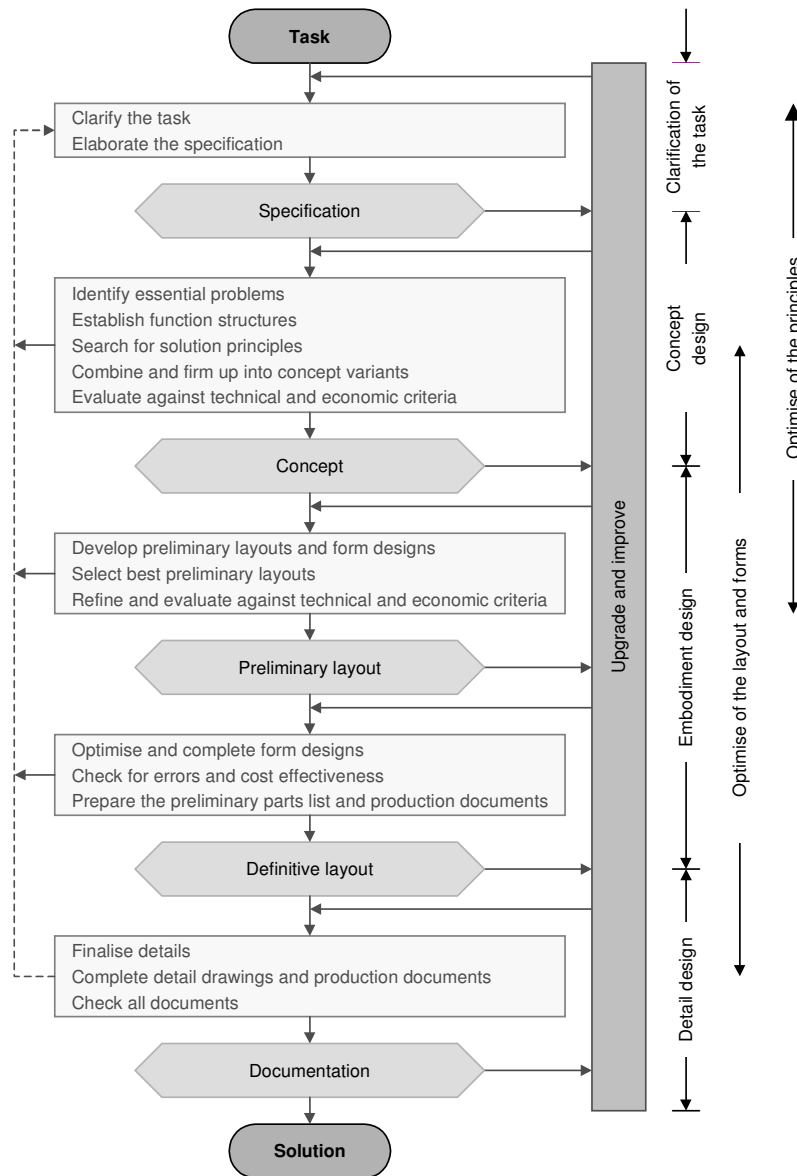 Task
Clarify the task
Elaborate the specification
Specification
Identify essential problems
Establish function structures
Search for solution principles
Combine and firm up into concept variants
Evaluate against technical and economic criteria
Concept
Develop preliminary layouts and form designs
Select best preliminary layouts
Refine and evaluate against technical and economic criteria
Preliminary layout
Optimise and complete form designs
Check for errors and cost effectiveness
Prepare the preliminary parts list and production documents
Definitive layout
Finalise details
Complete detail drawings and production documents
Check all documents
Documentation
Solution
Upgrade and improve
Clarification of
the task
Concept
design
Embodiment design
Detail design
Optimise of the layout and forms
Optimise of the principles